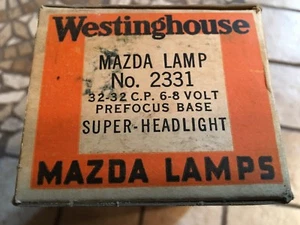 Westinghouse
MAZDA LAMP
No. 2331
32-32 C.P. 6-8 VOLT
PREFOCUS BASE
SUPER-HEADLIGHT
MAZDA LAMPS